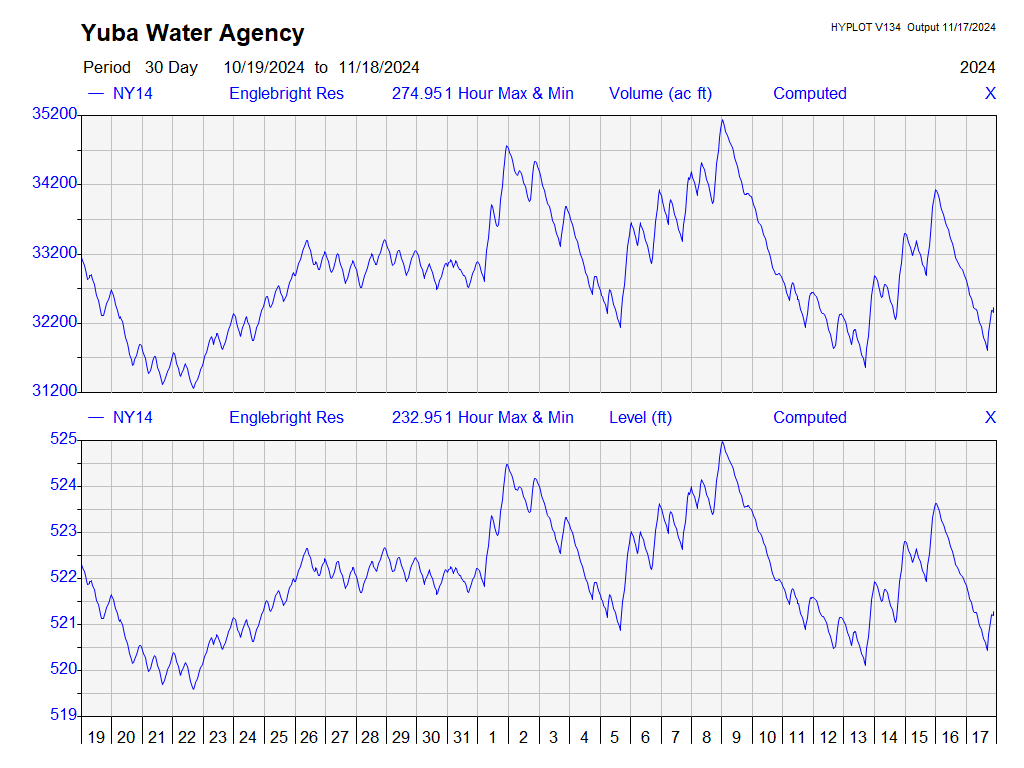 Yuba Water Agency
HYPLOT V134 Output 11/17/2024
Period 30 Day 10/19/2024 to 11/18/2024
2024
— NY14 Englebright Res 274.951 Hour Max & Min Volume (ac ft) Computed X
35200
34200
33200
32200
31200
— NY14 Englebright Res 232.951 Hour Max & Min Level (ft) Computed X
525
524
523
522
521
520
519
19 20 21 22 23 24 25 26 27 28 29 30 31 1 2 3 4 5 6 7 8 9 10 11 12 13 14 15 16 17